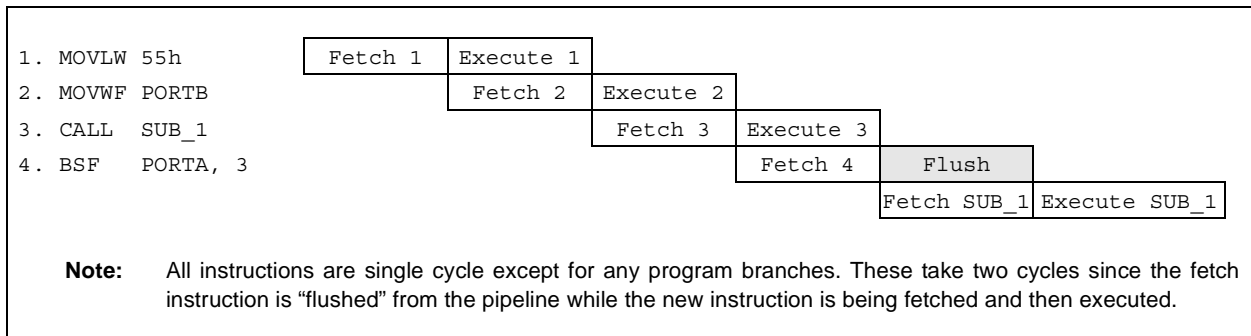 1. MOVLW 55h Fetch 1 Execute 1
2. MOVWF PORTB Fetch 2 Execute 2
3. CALL SUB_1 Fetch 3 Execute 3
4. BSF PORTA, 3 Fetch 4 Flush
Fetch SUB_1 Execute SUB_1
Note: All instructions are single cycle except for any program branches. These take two cycles since the fetch
instruction is “flushed” from the pipeline while the new instruction is being fetched and then executed.